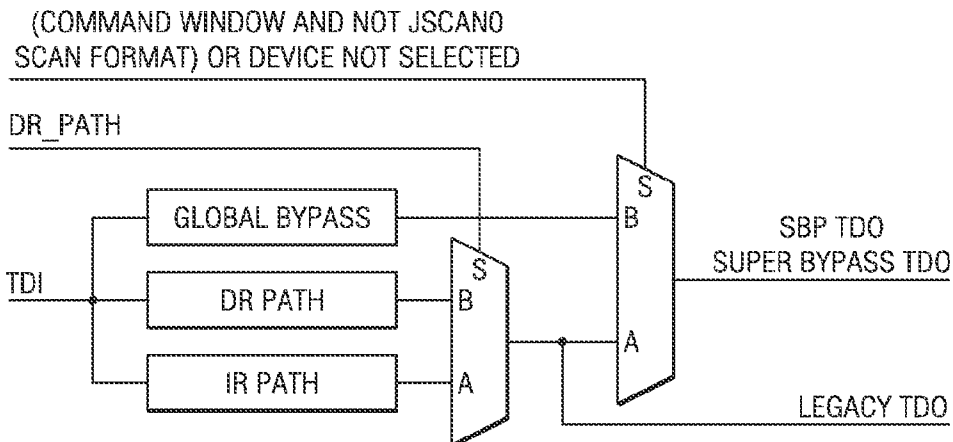 (COMMAND WINDOW AND NOT JSCAN0
SCAN FORMAT) OR DEVICE NOT SELECTED
DR_PATH
S
GLOBAL BYPASS
B
SBP TDO
SUPER BYPASS TDO
S
TDI
DR PATH
B
A
IR PATH
A
LEGACY TDO